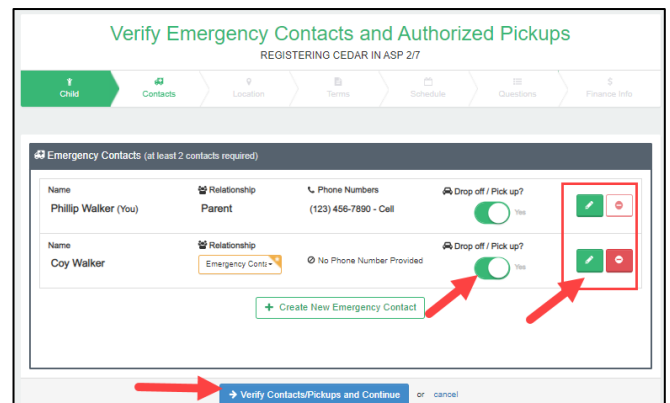 Verify Emergency Contacts and Authorized Pickups
REGISTERING CEDAR IN ASP 2/7
Child Contacts Location Terms Schedule Questions Finance Info
Emergency Contacts (at least 2 contacts required)
Name Relationship Phone Numbers Drop off / Pick up?
Phillip Walker (You) Parent (123) 456-7890 - Cell Yes
Name Relationship Drop off / Pick up?
Coy Walker Emergency Conta No Phone Number Provided Yes
+ Create New Emergency Contact
Verify Contacts/Pickups and Continue or cancel